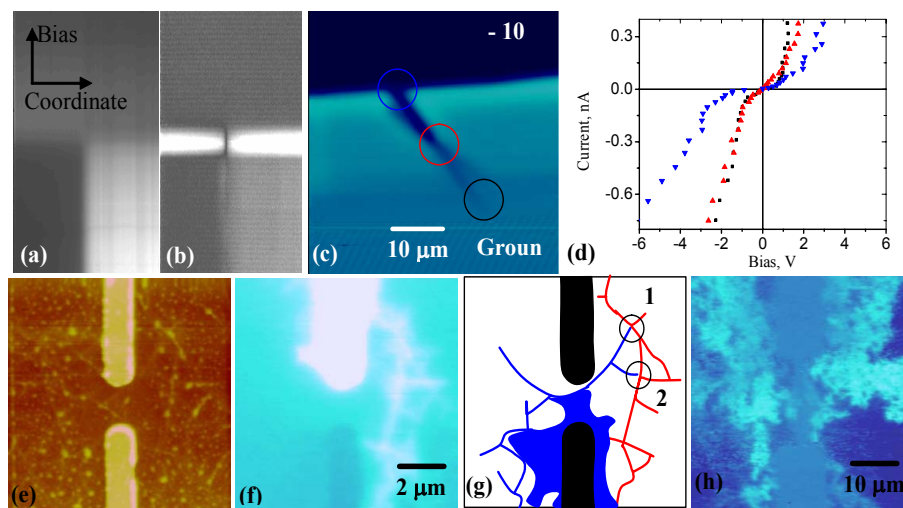 Bias
Coordinate
(a)
(b)
- 10
10 μm
Groun
(c)
Current, nA
0.3
0.0
-0.3
-0.6
-6 -4 -2 0 2 4 6
Bias, V
(d)
(e)
2 μm
(f)
1
2
(g)
10 μm
(h)